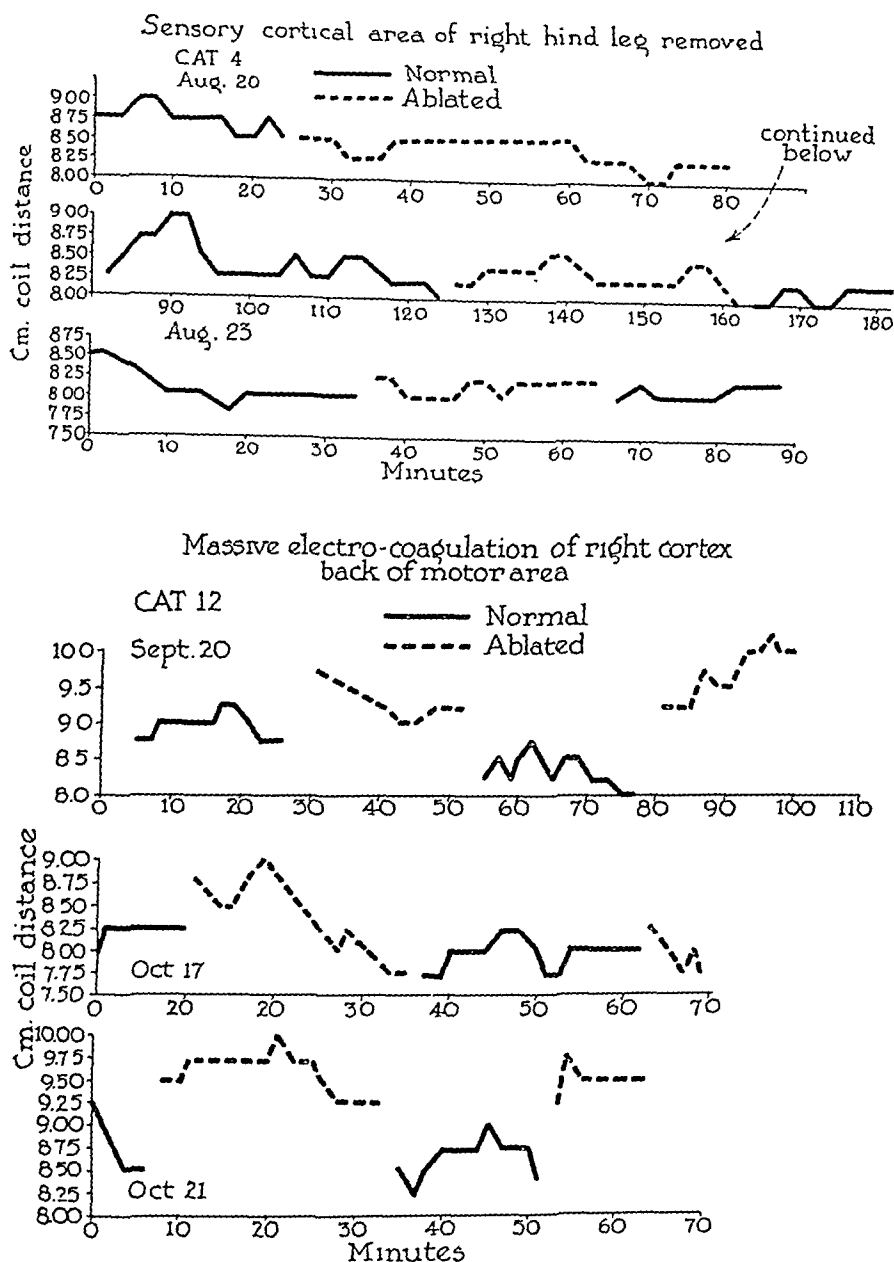 Sensory cortical area of right hind leg removed
CAT 4
Aug. 20
Normal
Ablated
continued
below
Cm. coil distance
9.00
8.75
8.50
8.25
8.00
0 10 20 30 40 50 60 70 80
9 00
8.75
8.50
8.25
8.00
90 100 110 120 130 140 150 160 170 182
Aug. 23
8 75
8.50
8.25
8 00
7 75
7 50
0 10 20 30 40 50 60 70 80 90
Minutes
Massive electro-coagulation of right cortex
back of motor area
CAT 12
Normal
Sept. 20
Ablated
Cm. coil distance
10.0
9.5
9.0
8 5
8.0
0 10 20 30 40 50 60 70 80 90 100 110
9.00
8.75
8 50
8.25
8.00
7.75
7.50
Oct 17
0 20 20 30 40 50 60 70
10.00
9.75
9.50
9.25
9.00
8 75
8.50
8.25
8.00
Oct 21
0 10 20 30 40 50 60 70
Minutes